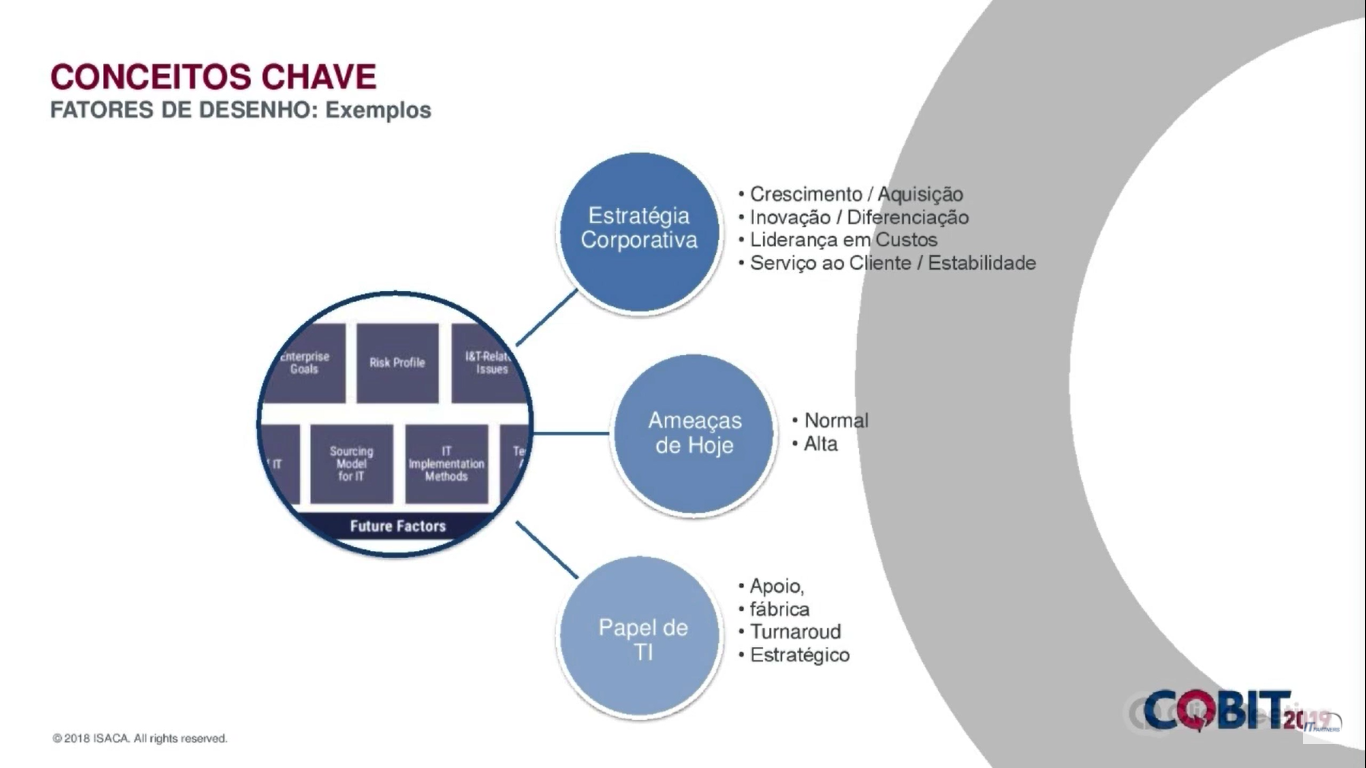 CONCEITOS CHAVE
FATORES DE DESENHO: Exemplos
Estratégia
Corporativa
• Crescimento / Aquisição
• Inovação / Diferenciação
• Liderança em Custos
• Serviço ao Cliente / Estabilidade
Enterprise
Goals
Risk Profile
I&T-Relat
Issues
IT
Sourcing
Model
for IT
IT
Implementation
Methods
Te
Future Factors
Ameaças
de Hoje
• Normal
• Alta
Papel de
TI
• Apoio,
• fábrica
• Turnaroud
• Estratégico
COBIT 2019
© 2018 ISACA. All rights reserved.